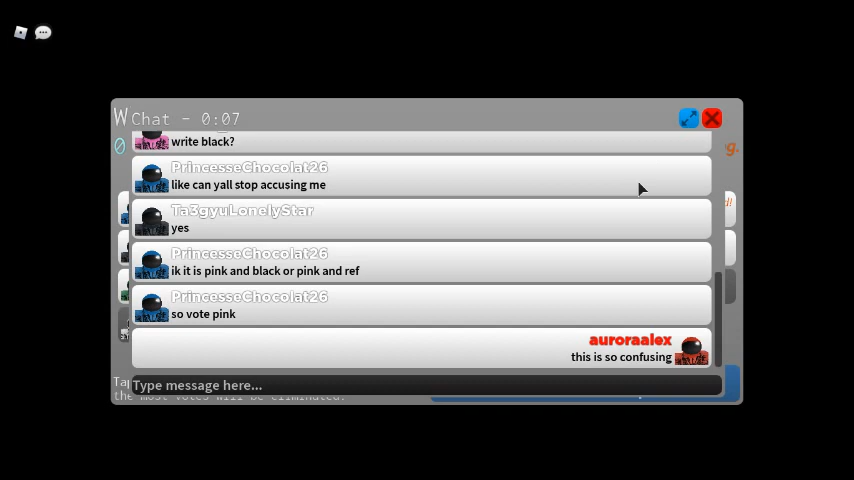 W Chat - 0:07
write black?
PrincesseChocolat26
like can yall stop accusing me
Ta3gyuLonelyStar
yes
PrincesseChocolat26
ik it is pink and black or pink and ref
PrincesseChocolat26
so vote pink
auroraalex
this is so confusing
Type message here...